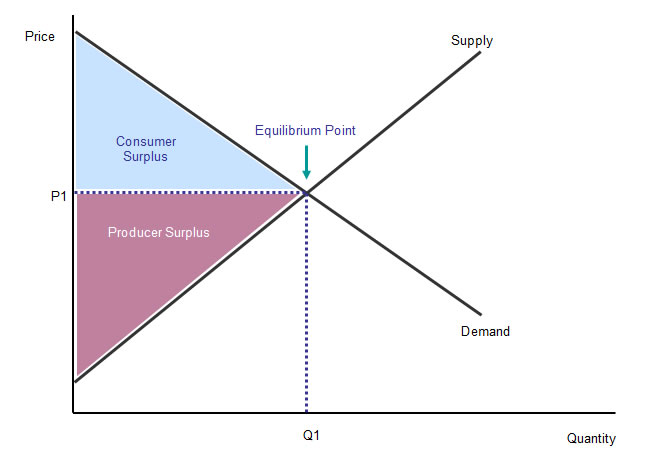 Price
Supply
Equilibrium Point
Consumer
Surplus
P1
Producer Surplus
Demand
Q1
Quantity